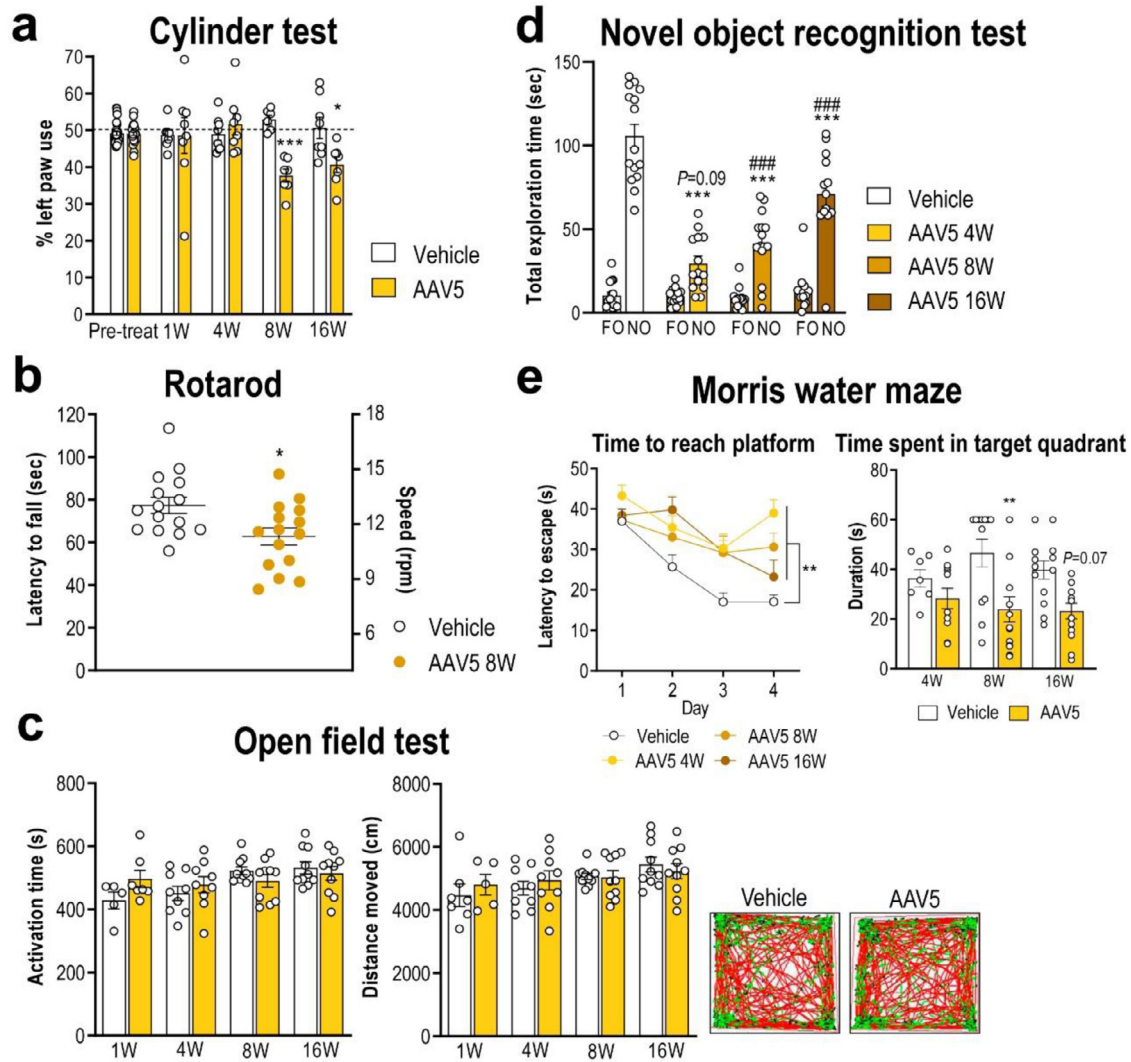 a
Cylinder test
% left paw use
70
60
50
40
30
20
10
0
***
*
Vehicle
AAV5
Pre-treat 1W 4W 8W 16W
d
Novel object recognition test
Total exploration time (sec)
150
100
50
0
P=0.09
***
###
***
###
***
FO NO FO NO FO NO FO NO
Vehicle
AAV5 4W
AAV5 8W
AAV5 16W
b
Rotarod
Latency to fall (sec)
120
100
80
60
40
20
0
*
18
15
12
9
6
Speed (rpm)
Vehicle
AAV5 8W
e
Morris water maze
Time to reach platform
Latency to escape (s)
50
40
30
20
10
0
**
1 2 3 4
Day
Vehicle
AAV5 4W
AAV5 8W
AAV5 16W
Time spent in target quadrant
Duration (s)
80
60
40
20
0
**
P=0.07
4W 8W 16W
Vehicle AAV5
c
Open field test
Activation time (s)
800
600
400
200
0
1W 4W 8W 16W
Distance moved (cm)
8000
6000
4000
2000
0
1W 4W 8W 16W
Vehicle
AAV5